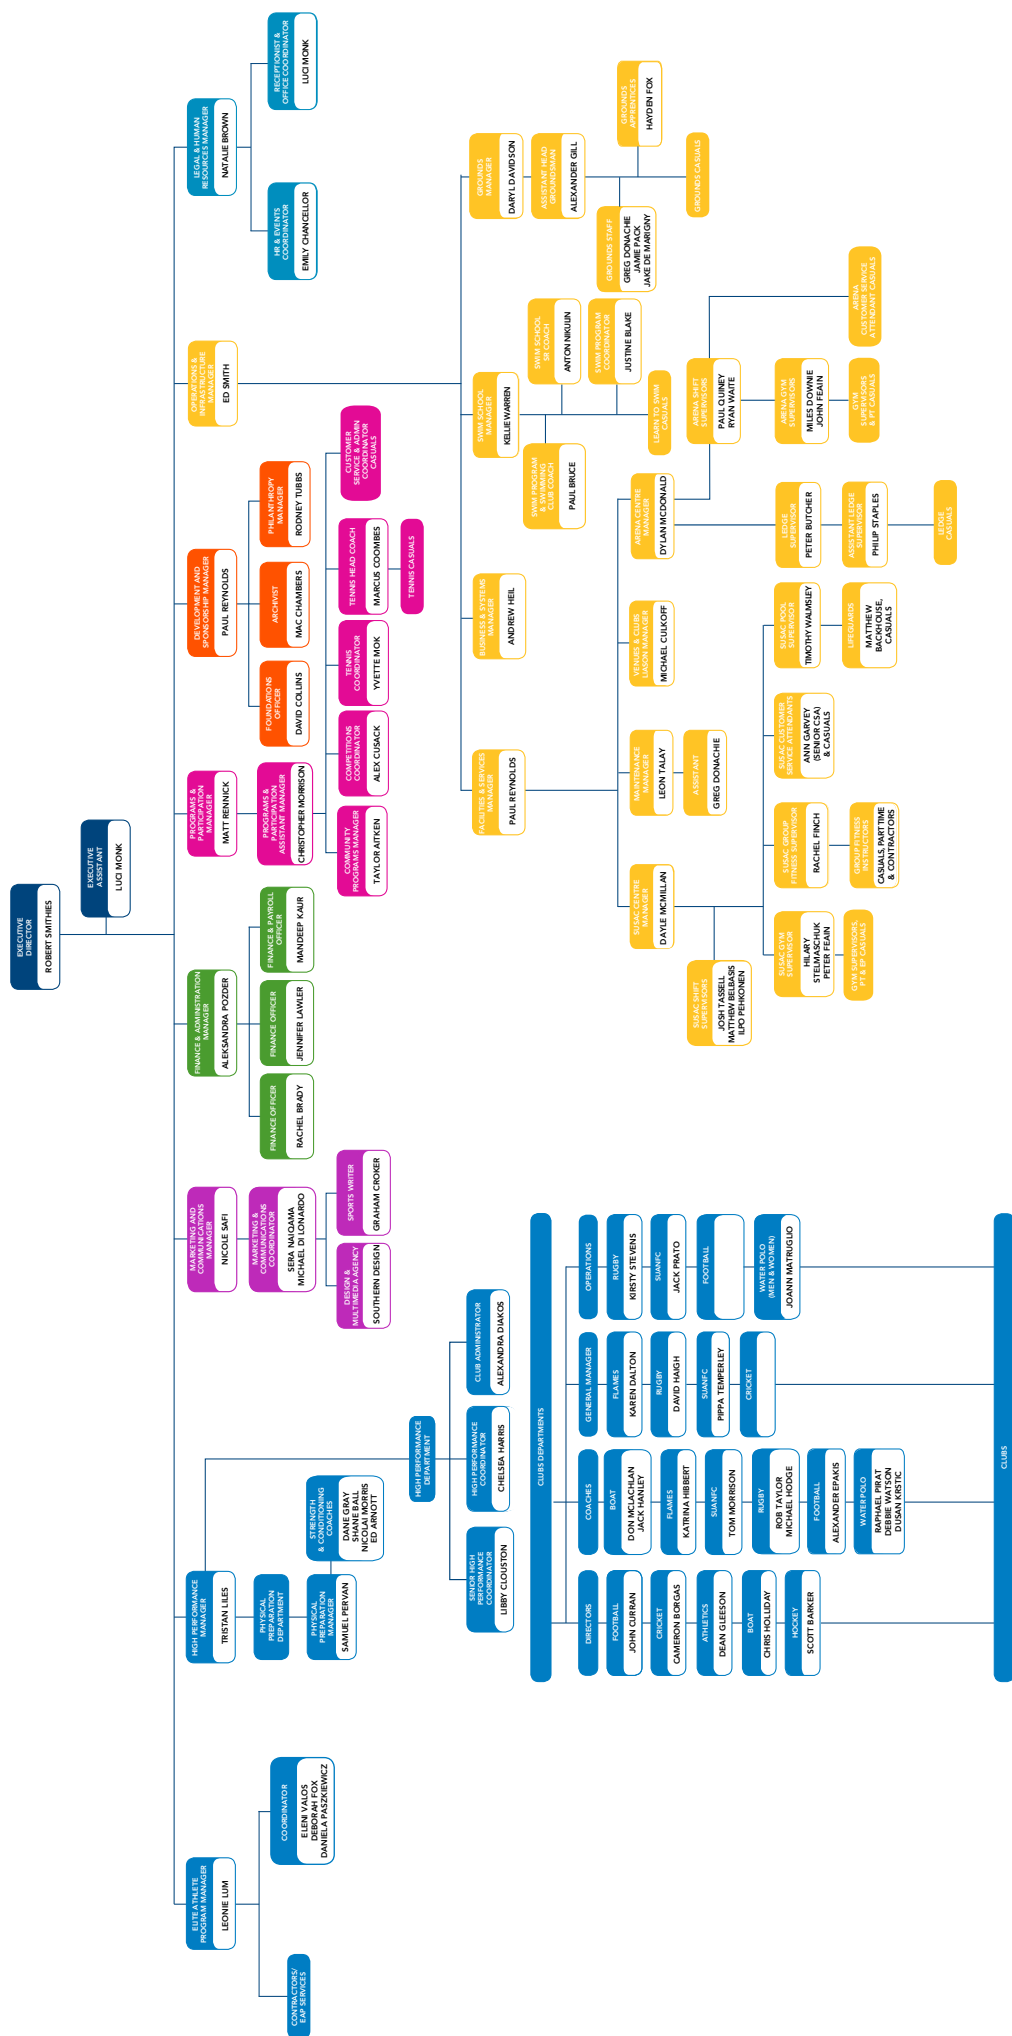 EXECUTIVE
DIRECTOR
ROBERT SMITHIES
EXECUTIVE
ASSISTANT
LUCI MONK
ELITE ATHLETE
PROGRAM MANAGER
LEONIE LUM
CONTRACTORS/
EAP SERVICES
COORDINATOR
ELENI VALOS
DEBORAH FOX
DANIELA PASZKIEWICZ
HIGH PERFORMANCE
MANAGER
TRISTAN LILES
PHYSICAL
PREPARATION
DEPARTMENT
PHYSICAL
PREPARATION
MANAGER
SAMUEL PERVAN
STRENGTH
& CONDITIONING
COACHES
DANE GRAY
SHANE BALL
NICOLAI MORRIS
ED ARNOTT
HIGH PERFORMANCE
DEPARTMENT
SENIOR HIGH
PERFORMANCE
COORDINATOR
LIBBY CLOUSTON
HIGH PERFORMANCE
COORDINATOR
CHELSEA HARRIS
CLUB ADMINISTRATOR
ALEXANDRA DIAKOS
CLUBS DEPARTMENTS
DIRECTORS
FOOTBALL
JOHN CURRAN
CRICKET
CAMERON BORGAS
ATHLETICS
DEAN GLEESON
BOAT
CHRIS HOLLIDAY
HOCKEY
SCOTT BARKER
COACHES
BOAT
DON MCLACHLAN
JACK HANLEY
FLAMES
KATRINA HIBBERT
SUANFC
TOM MORRISON
RUGBY
ROB TAYLOR
MICHAEL HODGE
FOOTBALL
ALEXANDER EPAKIS
WATER POLO
RAPHAEL PIRAT
DEBBIE WATSON
DUSAN KRSTIC
GENERAL MANAGER
FLAMES
KAREN DALTON
RUGBY
DAVID HAIGH
SUANFC
PIPPA TEMPERLEY
CRICKET
OPERATIONS
RUGBY
KIRSTY STEVENS
SUANFC
JACK PRATO
FOOTBALL
WATER POLO
(MEN & WOMEN)
JOANN MATRUGLIO
CLUBS
MARKETING AND
COMMUNICATIONS
MANAGER
NICOLE SAFI
MARKETING &
COMMUNICATIONS
COORDINATOR
SERA NAIQAMA
MICHAEL DI LONARDO
DESIGN &
MULTIMEDIA AGENCY
SOUTHERN DESIGN
SPORTS WRITER
GRAHAM CROKER
FINANCE & ADMINISTRATION
MANAGER
ALEKSANDRA POZDER
FINANCE OFFICER
RACHEL BRADY
FINANCE OFFICER
JENNIFER LAWLER
FINANCE & PAYROLL
OFFICER
MANDEEP KAUR
PROGRAMS &
PARTICIPATION
MANAGER
MATT RENNICK
PROGRAMS &
PARTICIPATION
ASSISTANT MANAGER
CHRISTOPHER MORRISON
COMMUNITY
PROGRAMS MANAGER
TAYLOR AITKEN
COMPETITIONS
COORDINATOR
ALEX CUSACK
TENNIS
COORDINATOR
YVETTE MOK
TENNIS HEAD COACH
MARCUS COOMBES
TENNIS CASUALS
CUSTOMER
SERVICE & ADMIN
COORDINATOR
CASUALS
DEVELOPMENT AND
SPONSORSHIP MANAGER
PAUL REYNOLDS
FOUNDATIONS
OFFICER
DAVID COLLINS
ARCHIVIST
MAC CHAMBERS
PHILANTHROPY
MANAGER
RODNEY TUBBS
OPERATIONS &
INFRASTRUCTURE
MANAGER
ED SMITH
FACILITIES & SERVICES
MANAGER
PAUL REYNOLDS
SUSAC CENTRE
MANAGER
DAYLE MCMILLAN
SUSAC SHIFT
SUPERVISORS
JOSH TASSELL
MATTHEW BELBASIS
ILPO PEHKONEN
SUSAC GYM
SUPERVISOR
HILARY
STELMASCHUK
PETER FEAIN
GYM SUPERVISORS,
PT & EP CASUALS
SUSAC GROUP
FITNESS SUPERVISOR
RACHEL FINCH
GROUP FITNESS
INSTRUCTORS
CASUALS, PART TIME
& CONTRACTORS
SUSAC CUSTOMER
SERVICE ATTENDANTS
ANN GARVEY
(SENIOR CSA)
& CASUALS
SUSAC POOL
SUPERVISOR
TIMOTHY WALMSLEY
LIFEGUARDS
MATTHEW
BACKHOUSE,
CASUALS
MAINTENANCE
MANAGER
LEON TALAY
ASSISTANT
GREG DONACHIE
VENUES & CLUBS
LIASON MANAGER
MICHAEL CULKOFF
ARENA CENTRE
MANAGER
DYLAN MCDONALD
LEDGE
SUPERVISOR
PETER BUTCHER
ASSISTANT LEDGE
SUPERVISOR
PHILIP STAPLES
LEDGE
CASUALS
ARENA SHIFT
SUPERVISORS
PAUL QUINEY
RYAN WAITE
ARENA GYM
SUPERVISORS
MILES DOWNIE
JOHN FEAIN
GYM
SUPERVISORS
& PT CASUALS
ARENA
CUSTOMER SERVICE
ATTENDANT CASUALS
BUSINESS & SYSTEMS
MANAGER
ANDREW HEIL
SWIM SCHOOL
MANAGER
KELLIE WARREN
SWIM PROGRAM
& SWIMMING
CLUB COACH
PAUL BRUCE
SWIM SCHOOL
SR COACH
ANTON NIKULIN
SWIM PROGRAM
COORDINATOR
JUSTINE BLAKE
LEARN TO SWIM
CASUALS
GROUNDS
MANAGER
DARYL DAVIDSON
ASSISTANT HEAD
GROUNDSMAN
ALEXANDER GILL
GROUNDS STAFF
GREG DONACHIE
JAMIE PACK
JAKE DE MARIGNY
GROUNDS
APPRENTICES
HAYDEN FOX
GROUNDS CASUALS
LEGAL & HUMAN
RESOURCES MANAGER
NATALIE BROWN
HR & EVENTS
COORDINATOR
EMILY CHANCELLOR
RECEPTIONIST &
OFFICE COORDINATOR
LUCI MONK